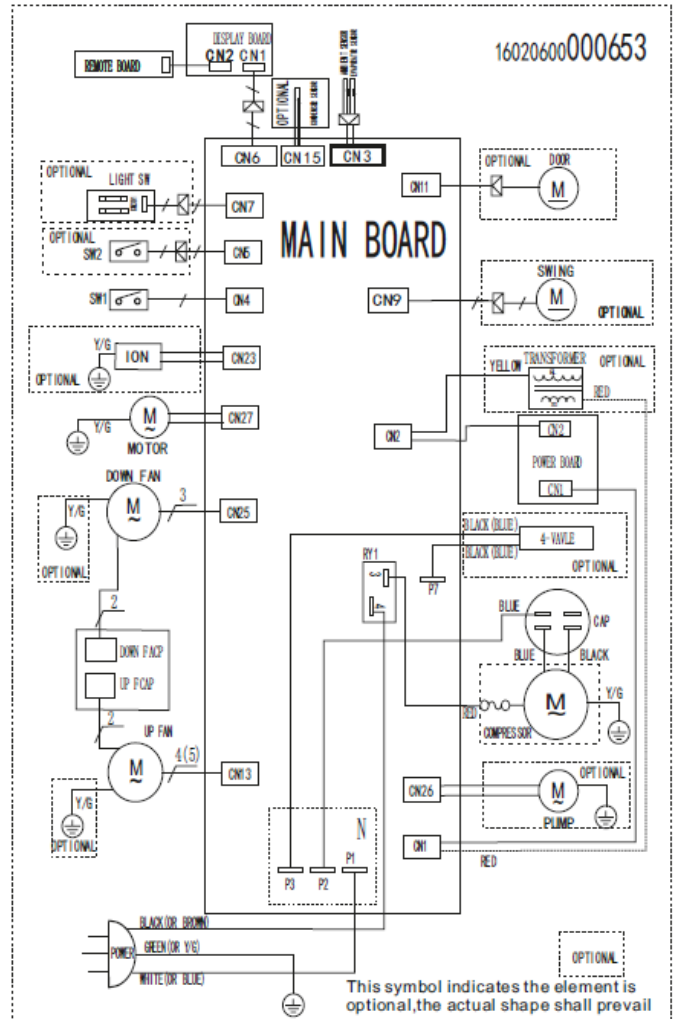 16020600000653
DISPLAY BOARD
CN2 CN1
REMOTE BOARD
OPTIONAL
AMBIENT SENSOR
CN6
CN15
CN3
MAIN BOARD
OPTIONAL
LIGHT SW
CN7
OPTIONAL
SW2
CN5
SW1
CN4
Y/G
ION
CN23
OPTIONAL
M
~
CN27
Y/G
MOTOR
DOWN FAN
Y/G
M
~
3
CN25
OPTIONAL
2
DOWN FACP
UP FCAP
2
UP FAN
M
~
4(5)
CN13
Y/G
OPTIONAL
OPTIONAL
DOOR
CN11
M
SWING
CN9
M
OPTIONAL
YELLOW
TRANSFORMER
OPTIONAL
RED
CN2
CN2
POWER BOARD
CN1
BLACK(BLUE)
4-VAVLE
BLACK(BLUE)
OPTIONAL
P7
RY1
3
4
BLUE
CAP
BLUE
BLACK
M
~
Y/G
RED
COMPRESSOR
OPTIONAL
CN26
M
~
PUMP
CN1
RED
N
P3
P2
P1
BLACK(OR BROWN)
POWER
GREEN(OR Y/G)
WHITE(OR BLUE)
OPTIONAL
This symbol indicates the element is
optional,the actual shape shall prevail